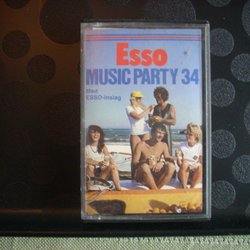 Esso
MUSIC PARTY 34
Med
ESSO-inslag